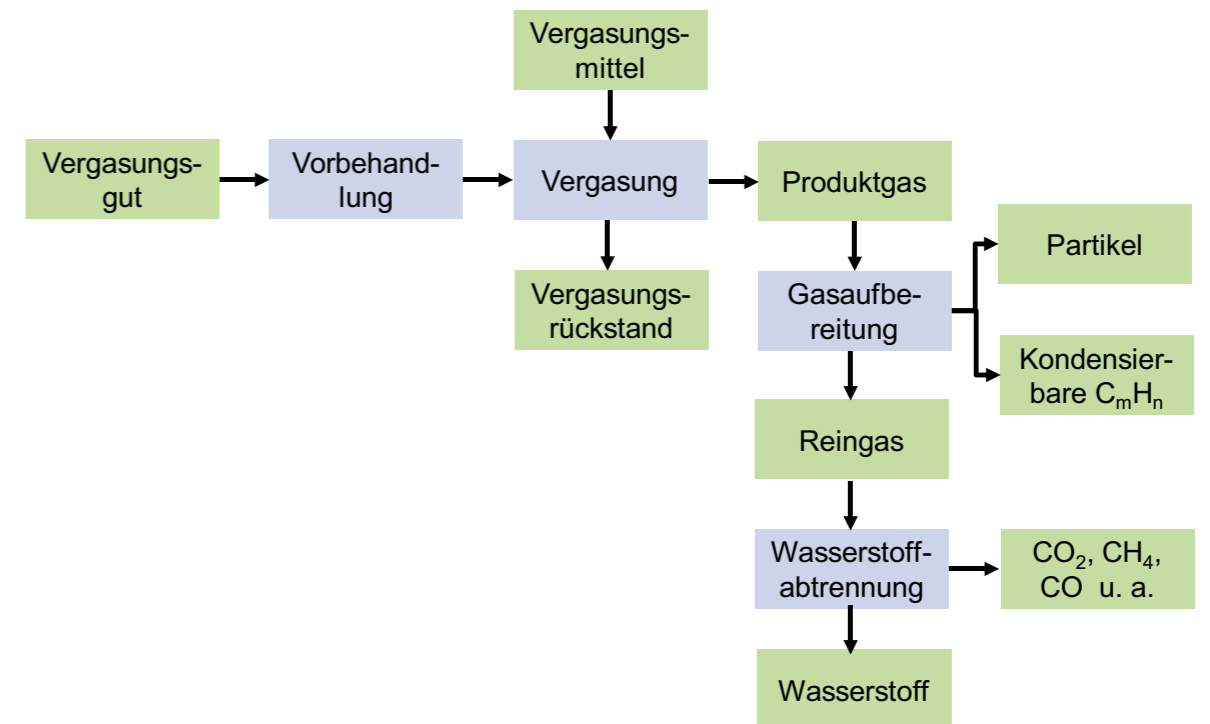 Vergasungs-
mittel
Vergasungs-
gut
Vorbehand-
lung
Vergasung
Produktgas
Vergasungs-
rückstand
Gasaufbe-
reitung
Partikel
Kondensier-
bare CₘHₙ
Reingas
Wasserstoff-
abtrennung
CO₂, CH₄,
CO u. a.
Wasserstoff